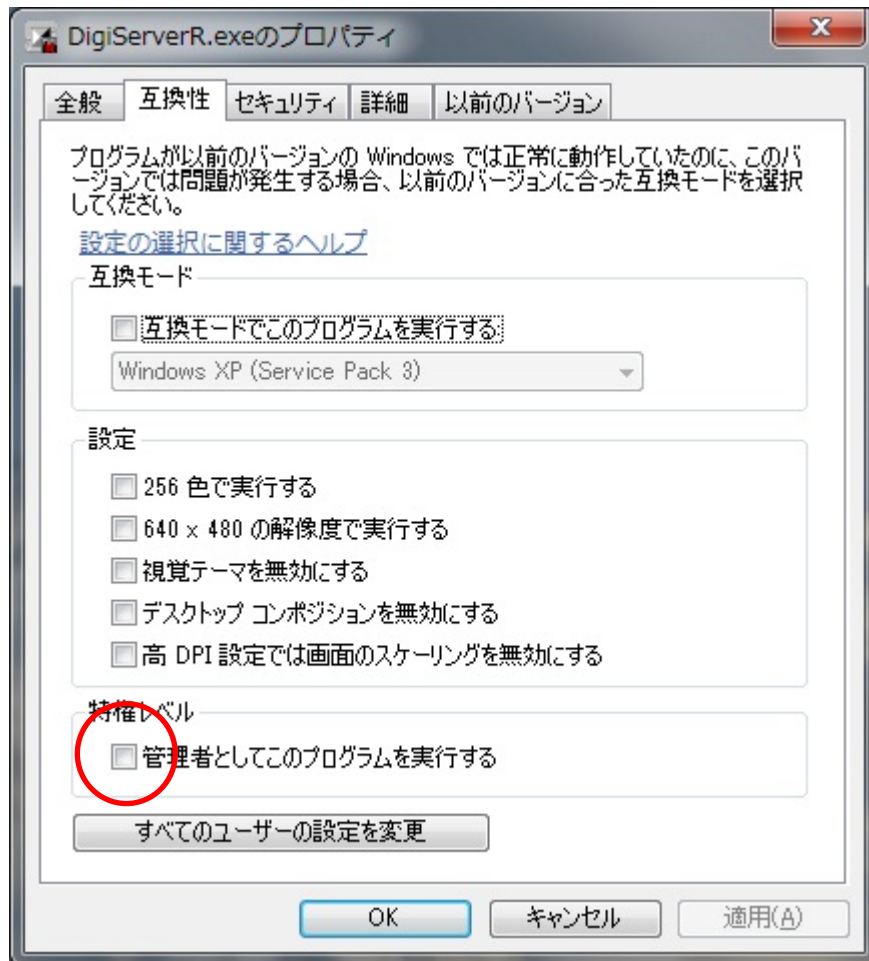 DigiServerR.exeのプロパティ
全般 互換性 セキュリティ 詳細 以前のバージョン
プログラムが以前のバージョンの Windows では正常に動作していたのに、このバ
ージョンでは問題が発生する場合、以前のバージョンに合った互換モードを選択
してください。
設定の選択に関するヘルプ
互換モード
互換モードでこのプログラムを実行する
Windows XP (Service Pack 3)
設定
256 色で実行する
640 x 480 の解像度で実行する
視覚テーマを無効にする
デスクトップ コンポジションを無効にする
高 DPI 設定では画面のスケーリングを無効にする
特権レベル
管理者としてこのプログラムを実行する
すべてのユーザーの設定を変更
OK キャンセル 適用(A)